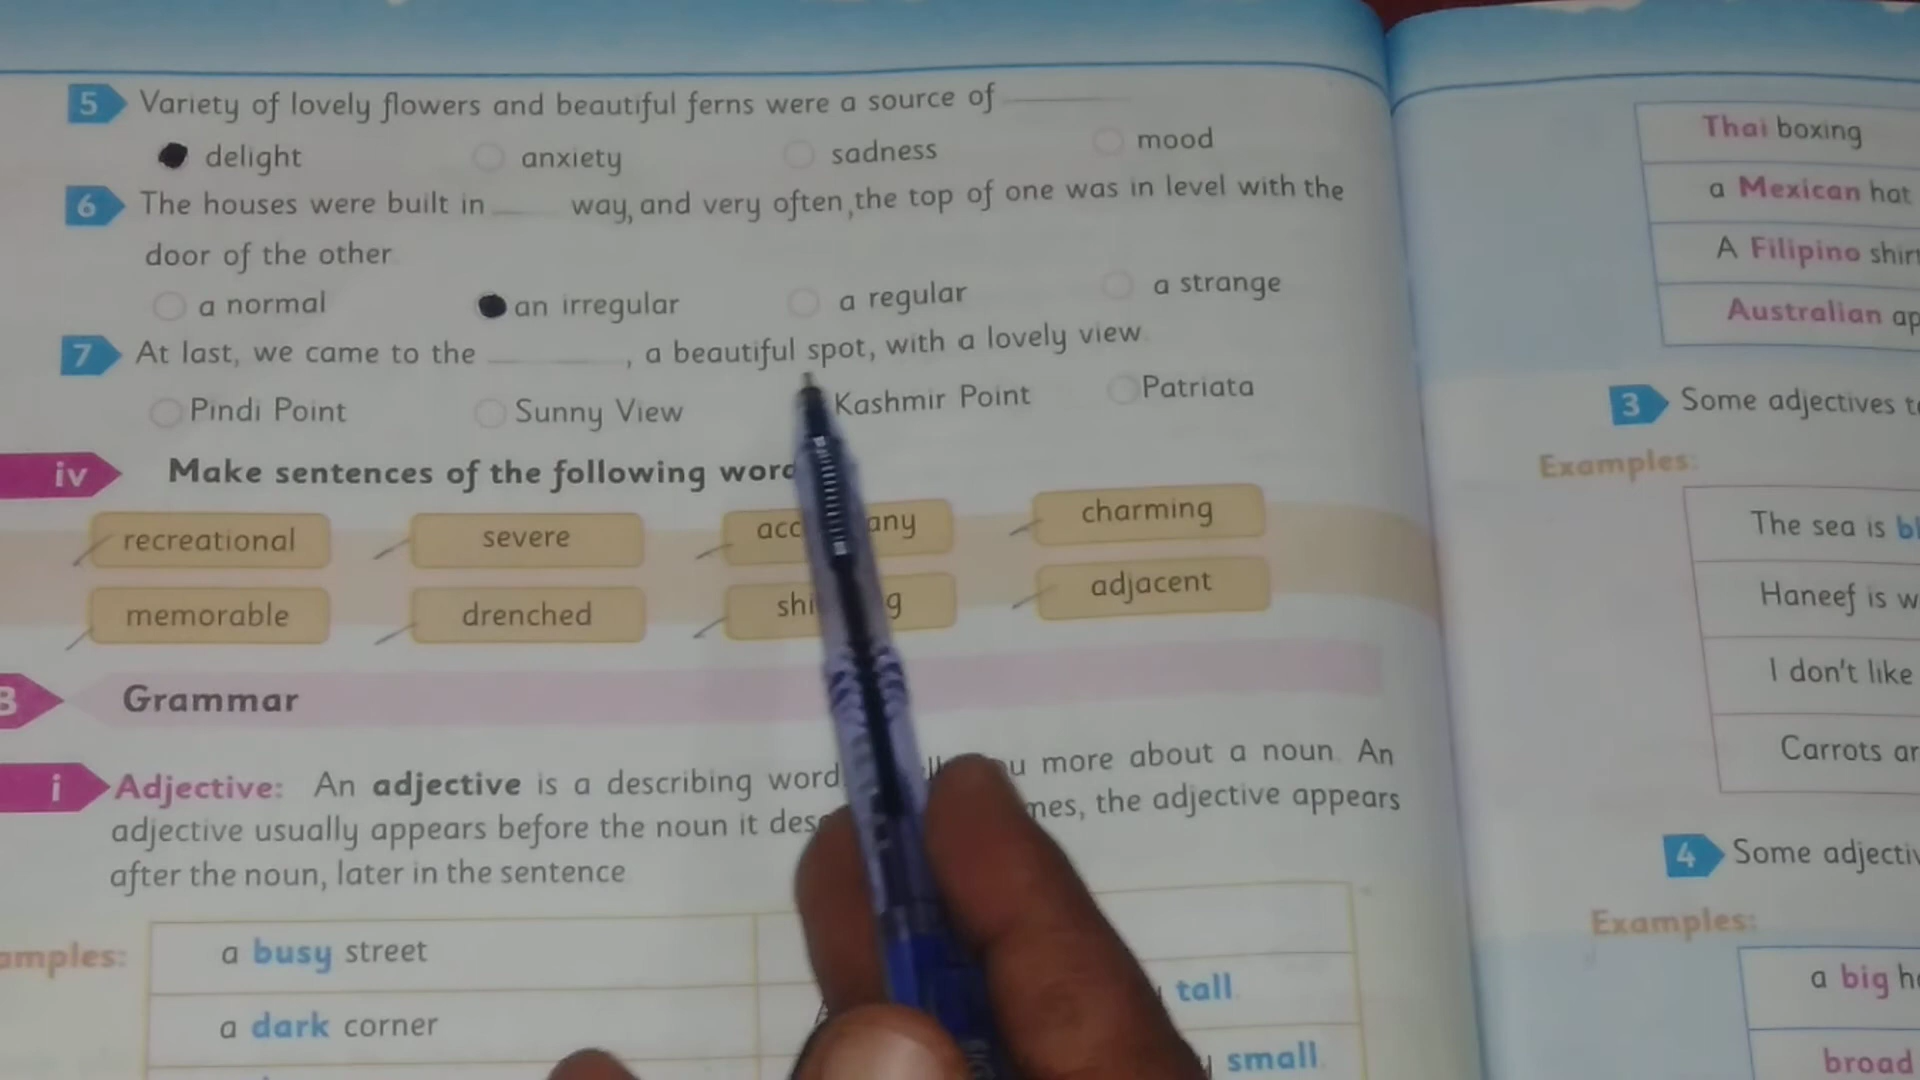 5 Variety of lovely flowers and beautiful ferns were a source of
delight anxiety sadness mood
6 The houses were built in way, and very often, the top of one was in level with the
door of the other
a normal an irregular a regular a strange
7 At last, we came to the , a beautiful spot, with a lovely view
Pindi Point Sunny View Kashmir Point Patriata
iv Make sentences of the following
recreational severe charming
memorable drenched adjacent
Grammar
i Adjective: An adjective is a describing word more about a noun. An
adjective usually appears before the noun it the adjective appears
after the noun, later in the sentence
a busy street
a dark corner tall.
small.
Thai boxing
a Mexican hat
A Filipino
Australian
3 Some adjectives
Examples:
The sea is
Haneef is
I don't like
Carrots
4 Some
Examples:
a big
broad